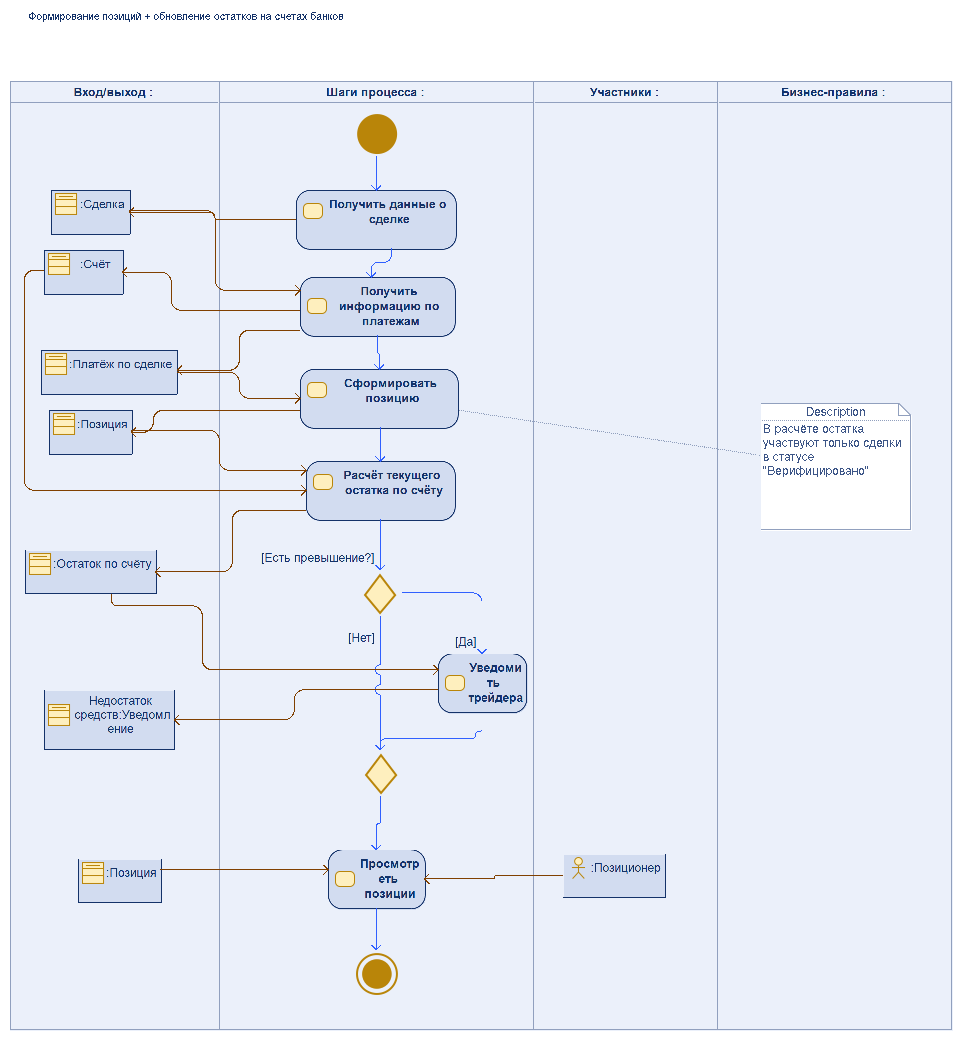 Формирование позиций + обновление остатков на счетах банков
Вход/выход :
Шаги процесса :
Участники :
Бизнес-правила :
:Сделка
Получить данные о
сделке
:Счёт
Получить
информацию по
платежам
:Платёж по сделке
Сформировать
позицию
:Позиция
Description
В расчёте остатка
участвуют только сделки
в статусе
"Верифицировано"
Расчёт текущего
остатка по счёту
[Есть превышение?]
:Остаток по счёту
[Нет]
[Да]
Уведоми
ть
трейдера
Недостаток
средств:Уведомл
ение
:Позиция
Просмотр
еть
позиции
:Позиционер